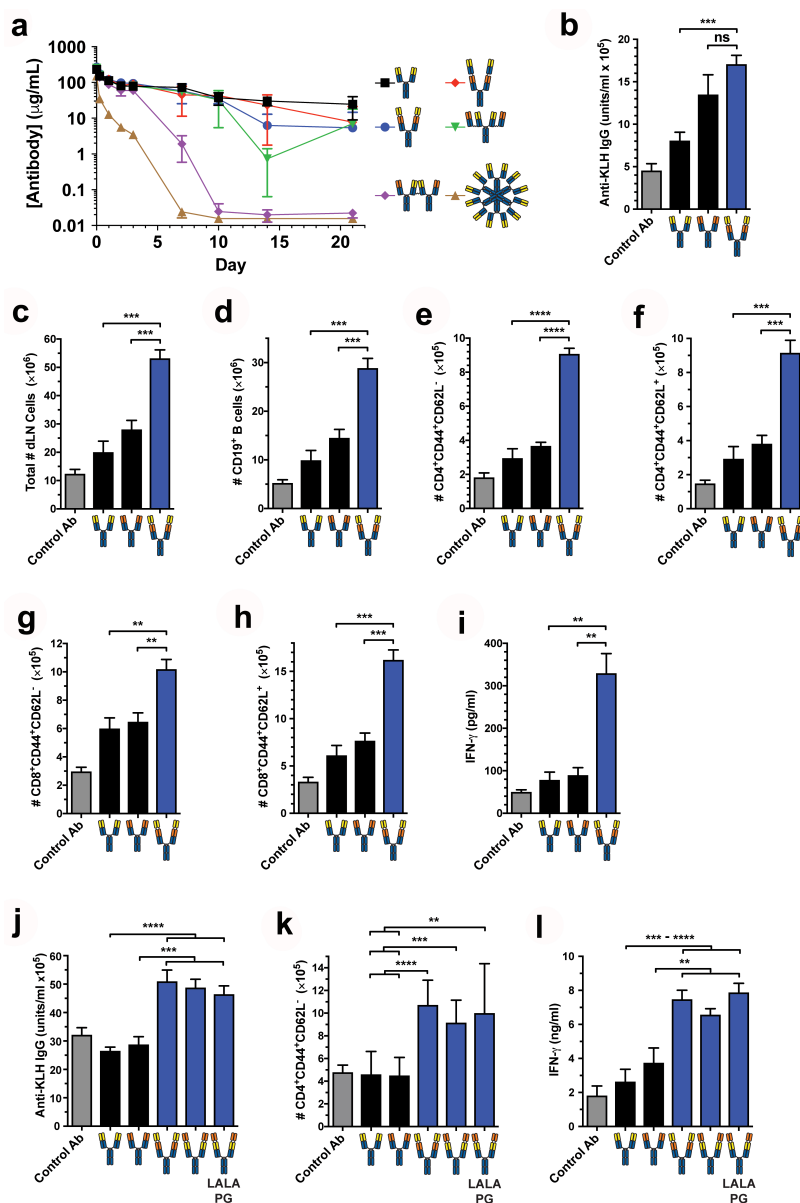 a
[Antibody] (μg/mL)
1000
100
10
1
0.1
0.01
0 5 10 15 20
Day
b
*** 
ns
Anti-KLH IgG (units/ml x 10⁵)
20
15
10
5
0
Control Ab
c
***
***
Total # dLN Cells (×10⁶)
60
50
40
30
20
10
0
Control Ab
d
***
***
# CD19⁺ B cells (×10⁶)
30
20
10
0
Control Ab
e
****
****
# CD4⁺CD44⁺CD62L⁻ (×10⁵)
10
8
6
4
2
0
Control Ab
f
***
***
# CD4⁺CD44⁺CD62L⁺ (×10⁵)
10
8
6
4
2
0
Control Ab
g
**
**
# CD8⁺CD44⁺CD62L⁻ (×10⁵)
12
10
8
6
4
2
0
Control Ab
h
***
***
# CD8⁺CD44⁺CD62L⁺ (×10⁵)
15
10
5
0
Control Ab
i
**
**
IFN-γ (pg/ml)
400
300
200
100
0
Control Ab
j
****
***
Anti-KLH IgG (units/ml x10⁵)
60
50
40
30
20
10
0
Control Ab
LALA
PG
k
**
***
****
# CD4⁺CD44⁺CD62L⁻ (×10⁵)
14
12
10
8
6
4
2
0
Control Ab
LALA
PG
l
*** - ****
**
IFN-γ (ng/ml)
10
8
6
4
2
0
Control Ab
LALA
PG